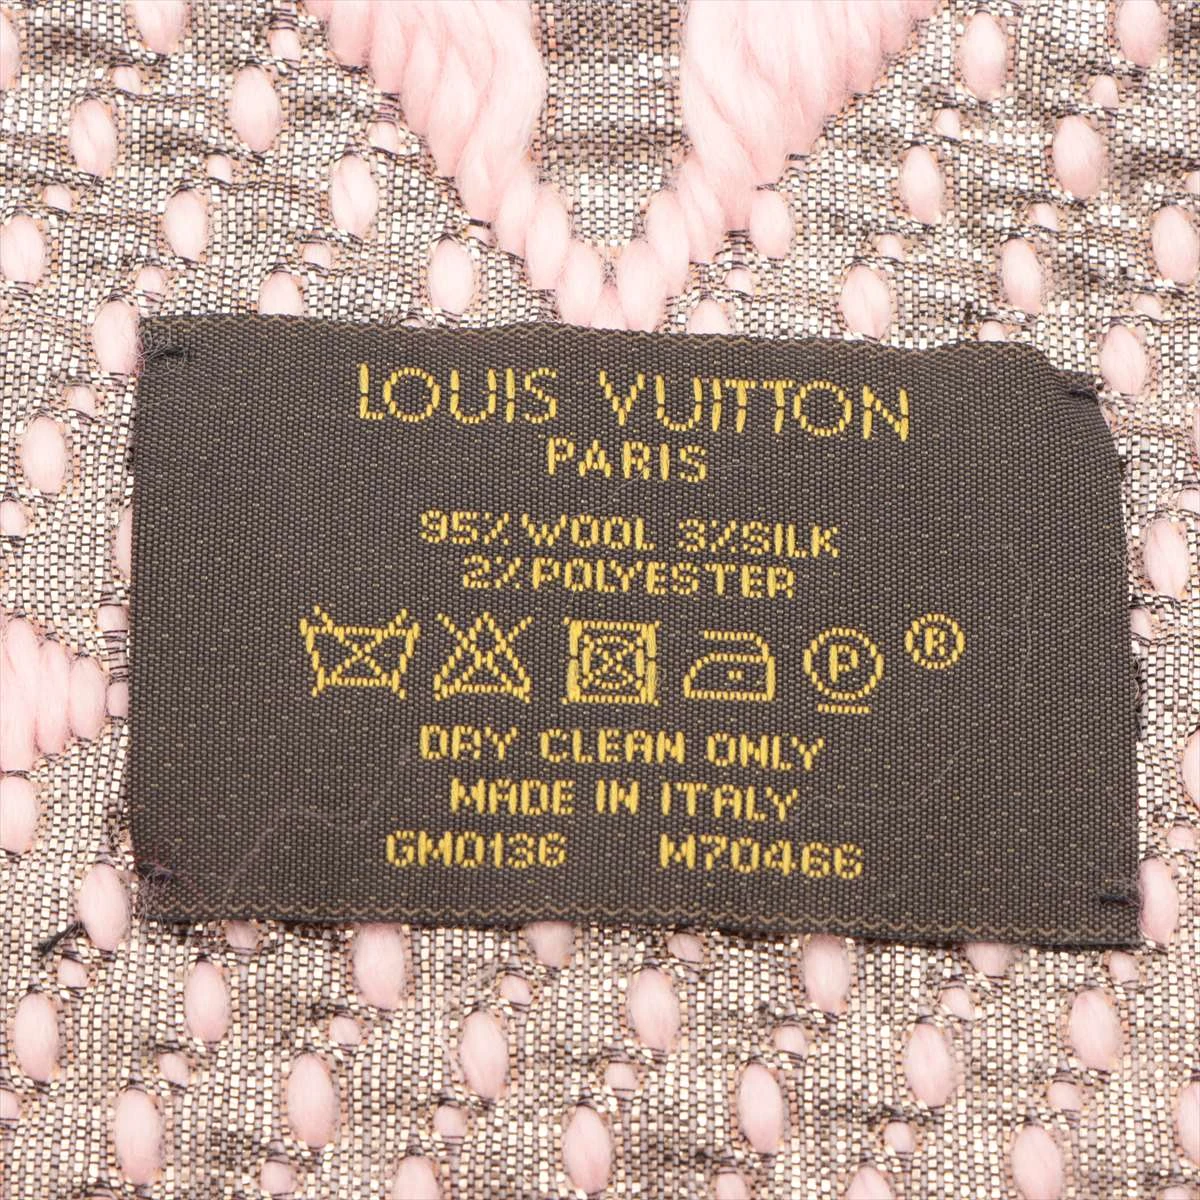 LOUIS VUITTON
PARIS
95% WOOL 3% SILK
2% POLYESTER
P ®
DRY CLEAN ONLY
MADE IN ITALY
GM0136 M70466